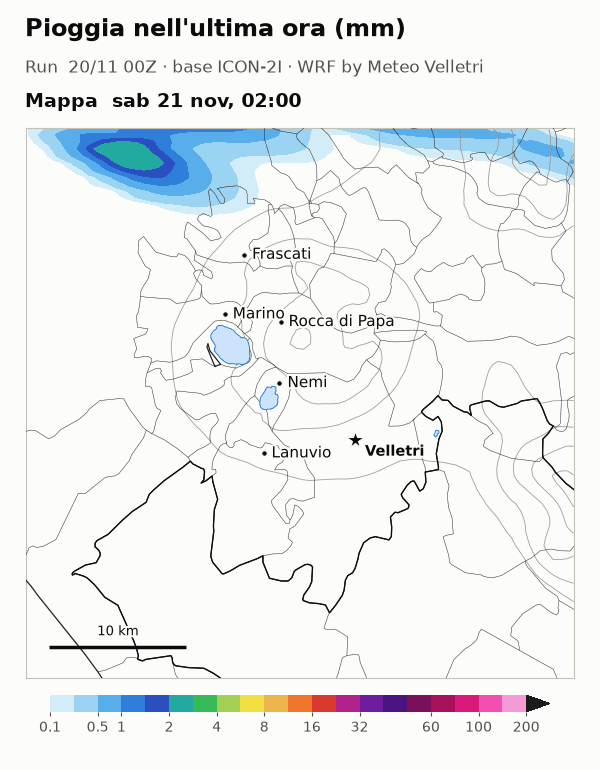 Pioggia nell'ultima ora (mm)
Run  20/11 00Z · base ICON-2I · WRF by Meteo Velletri
Mappa  sab 21 nov, 02:00
Frascati
Marino
Rocca di Papa
Nemi
Velletri
Lanuvio
10 km
0.1 0.5 1 2 4 8 16 32 60 100 200